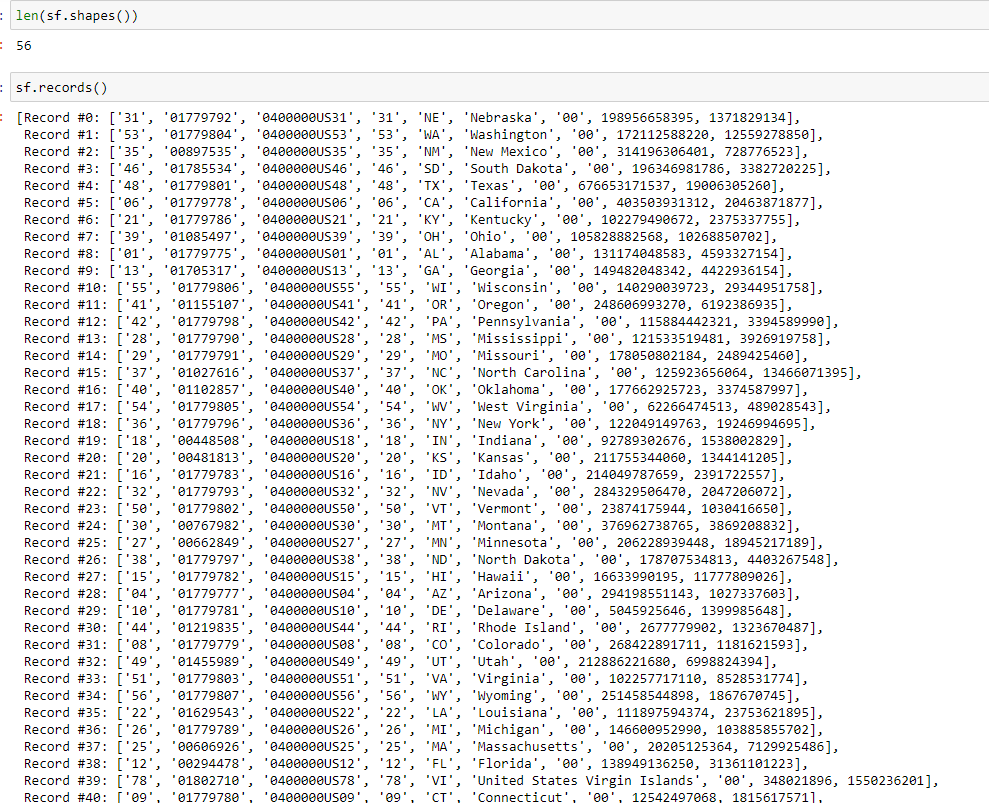 len(sf.shapes())
56
sf.records()
[Record #0: ['31', '01779792', '0400000US31', '31', 'NE', 'Nebraska', '00', 198956658395, 1371829134],
Record #1: ['53', '01779804', '0400000US53', '53', 'WA', 'Washington', '00', 172112588220, 12559278850],
Record #2: ['35', '00897535', '0400000US35', '35', 'NM', 'New Mexico', '00', 314196306401, 728776523],
Record #3: ['46', '01785534', '0400000US46', '46', 'SD', 'South Dakota', '00', 196346981786, 3382720225],
Record #4: ['48', '01779801', '0400000US48', '48', 'TX', 'Texas', '00', 676653171537, 19006305260],
Record #5: ['06', '01779778', '0400000US06', '06', 'CA', 'California', '00', 403503931312, 20463871877],
Record #6: ['21', '01779786', '0400000US21', '21', 'KY', 'Kentucky', '00', 102279490672, 2375337755],
Record #7: ['39', '01085497', '0400000US39', '39', 'OH', 'Ohio', '00', 105828882568, 10268850702],
Record #8: ['01', '01779775', '0400000US01', '01', 'AL', 'Alabama', '00', 131174048583, 4593327154],
Record #9: ['13', '01705317', '0400000US13', '13', 'GA', 'Georgia', '00', 149482048342, 4422936154],
Record #10: ['55', '01779806', '0400000US55', '55', 'WI', 'Wisconsin', '00', 140290039723, 29344951758],
Record #11: ['41', '01155107', '0400000US41', '41', 'OR', 'Oregon', '00', 248606993270, 6192386935],
Record #12: ['42', '01779798', '0400000US42', '42', 'PA', 'Pennsylvania', '00', 115884442321, 3394589990],
Record #13: ['28', '01779790', '0400000US28', '28', 'MS', 'Mississippi', '00', 121533519481, 3926919758],
Record #14: ['29', '01779791', '0400000US29', '29', 'MO', 'Missouri', '00', 178050802184, 2489425460],
Record #15: ['37', '01027616', '0400000US37', '37', 'NC', 'North Carolina', '00', 125923656064, 13466071395],
Record #16: ['40', '01102857', '0400000US40', '40', 'OK', 'Oklahoma', '00', 177662925723, 3374587997],
Record #17: ['54', '01779805', '0400000US54', '54', 'WV', 'West Virginia', '00', 62266474513, 489028543],
Record #18: ['36', '01779796', '0400000US36', '36', 'NY', 'New York', '00', 122049149763, 19246994695],
Record #19: ['18', '00448508', '0400000US18', '18', 'IN', 'Indiana', '00', 92789302676, 1538002829],
Record #20: ['20', '00481813', '0400000US20', '20', 'KS', 'Kansas', '00', 211755344060, 1344141205],
Record #21: ['16', '01779783', '0400000US16', '16', 'ID', 'Idaho', '00', 214049787659, 2391722557],
Record #22: ['32', '01779793', '0400000US32', '32', 'NV', 'Nevada', '00', 284329506470, 2047206072],
Record #23: ['50', '01779802', '0400000US50', '50', 'VT', 'Vermont', '00', 23874175944, 1030416650],
Record #24: ['30', '00767982', '0400000US30', '30', 'MT', 'Montana', '00', 376962738765, 3869208832],
Record #25: ['27', '00662849', '0400000US27', '27', 'MN', 'Minnesota', '00', 206228939448, 18945217189],
Record #26: ['38', '01779797', '0400000US38', '38', 'ND', 'North Dakota', '00', 178707534813, 4403267548],
Record #27: ['15', '01779782', '0400000US15', '15', 'HI', 'Hawaii', '00', 16633990195, 11777809026],
Record #28: ['04', '01779777', '0400000US04', '04', 'AZ', 'Arizona', '00', 294198551143, 1027337603],
Record #29: ['10', '01779781', '0400000US10', '10', 'DE', 'Delaware', '00', 5045925646, 1399985648],
Record #30: ['44', '01219835', '0400000US44', '44', 'RI', 'Rhode Island', '00', 2677779902, 1323670487],
Record #31: ['08', '01779779', '0400000US08', '08', 'CO', 'Colorado', '00', 268422891711, 1181621593],
Record #32: ['49', '01455989', '0400000US49', '49', 'UT', 'Utah', '00', 212886221680, 6998824394],
Record #33: ['51', '01779803', '0400000US51', '51', 'VA', 'Virginia', '00', 102257717110, 8528531774],
Record #34: ['56', '01779807', '0400000US56', '56', 'WY', 'Wyoming', '00', 251458544898, 1867670745],
Record #35: ['22', '01629543', '0400000US22', '22', 'LA', 'Louisiana', '00', 111897594374, 23753621895],
Record #36: ['26', '01779789', '0400000US26', '26', 'MI', 'Michigan', '00', 146600952990, 103885855702],
Record #37: ['25', '00606926', '0400000US25', '25', 'MA', 'Massachusetts', '00', 20205125364, 7129925486],
Record #38: ['12', '00294478', '0400000US12', '12', 'FL', 'Florida', '00', 138949136250, 31361101223],
Record #39: ['78', '01802710', '0400000US78', '78', 'VI', 'United States Virgin Islands', '00', 348021896, 1550236201],
Record #40: ['09', '01779780', '0400000US09', '09', 'CT', 'Connecticut', '00', 12542497068, 1815617571],